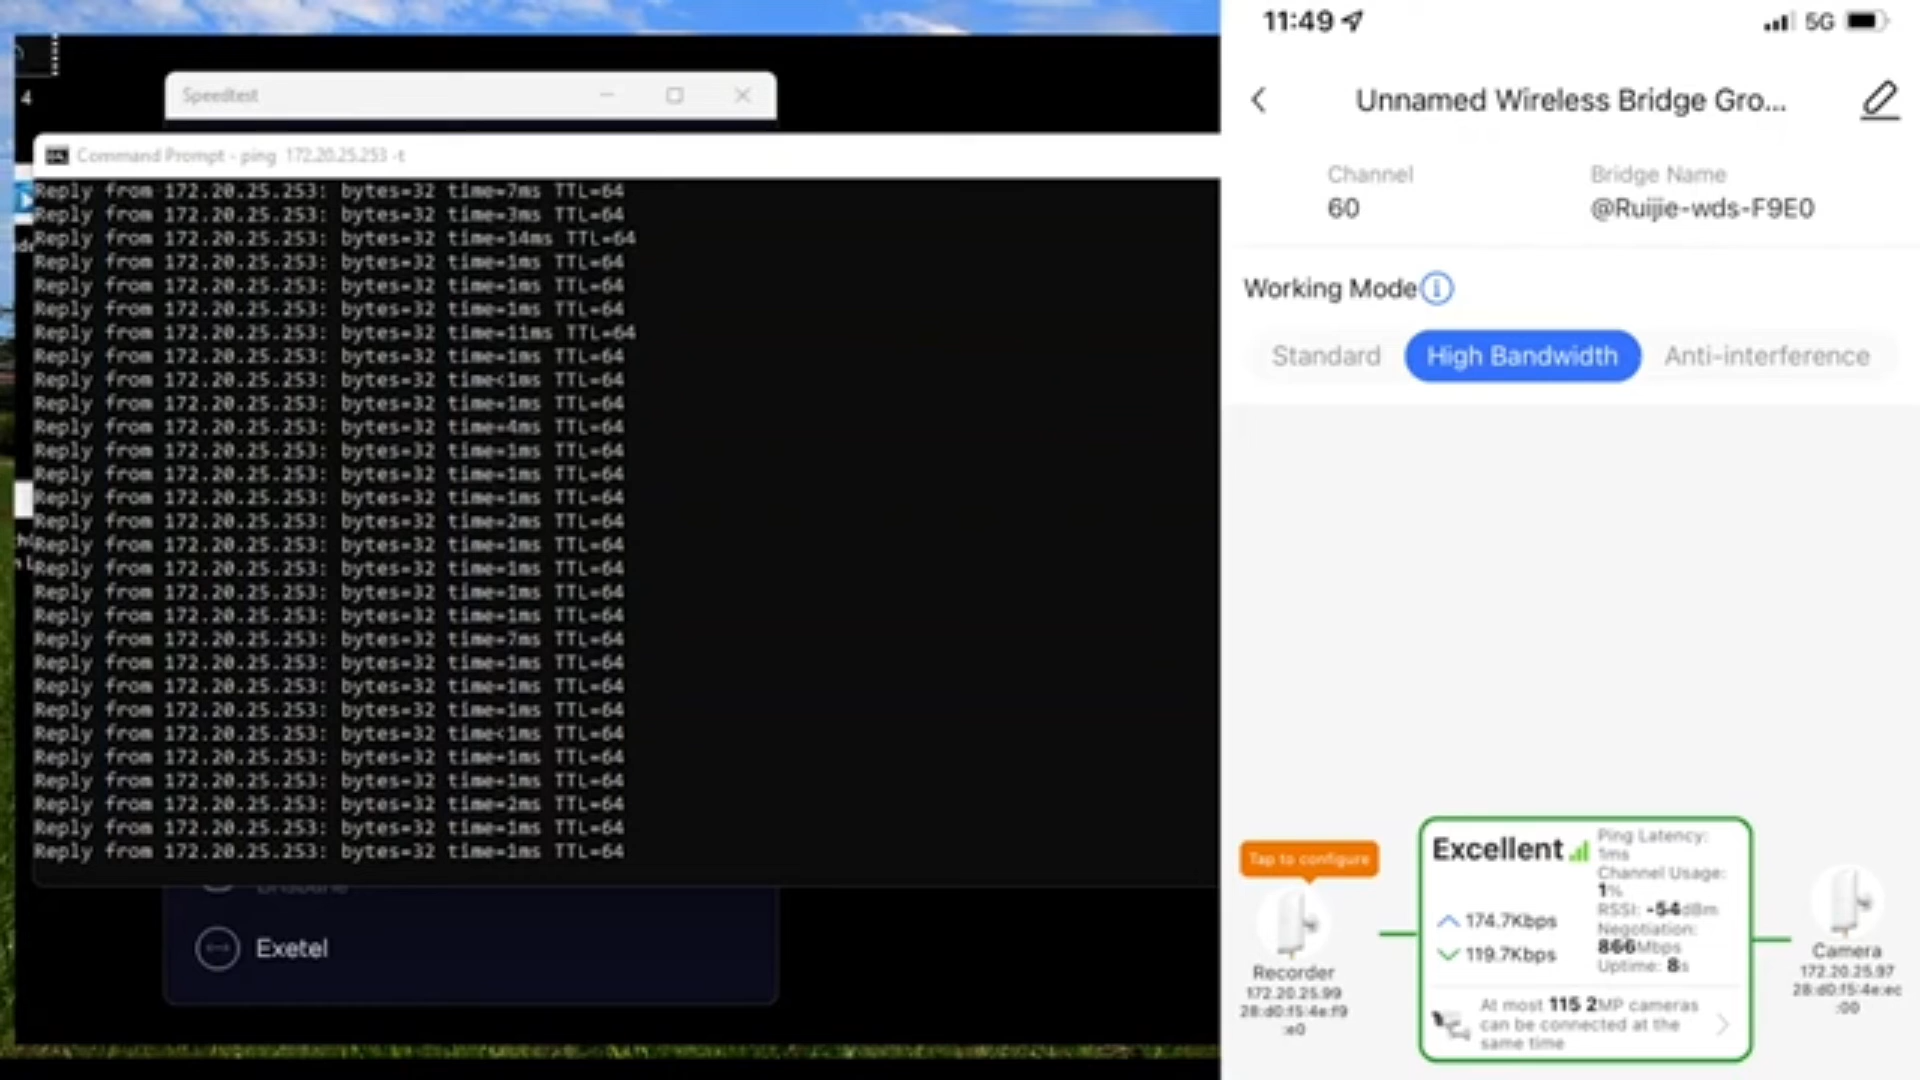 4
Speedtest
Command Prompt - ping 172.20.25.253 -t
Reply from 172.20.25.253: bytes=32 time=7ms TTL=64
Reply from 172.20.25.253: bytes=32 time=3ms TTL=64
Reply from 172.20.25.253: bytes=32 time=14ms TTL=64
Reply from 172.20.25.253: bytes=32 time=1ms TTL=64
Reply from 172.20.25.253: bytes=32 time=1ms TTL=64
Reply from 172.20.25.253: bytes=32 time=1ms TTL=64
Reply from 172.20.25.253: bytes=32 time=11ms TTL=64
Reply from 172.20.25.253: bytes=32 time=1ms TTL=64
Reply from 172.20.25.253: bytes=32 time<1ms TTL=64
Reply from 172.20.25.253: bytes=32 time=1ms TTL=64
Reply from 172.20.25.253: bytes=32 time=4ms TTL=64
Reply from 172.20.25.253: bytes=32 time=1ms TTL=64
Reply from 172.20.25.253: bytes=32 time=1ms TTL=64
Reply from 172.20.25.253: bytes=32 time=1ms TTL=64
Reply from 172.20.25.253: bytes=32 time=2ms TTL=64
Reply from 172.20.25.253: bytes=32 time=1ms TTL=64
Reply from 172.20.25.253: bytes=32 time=1ms TTL=64
Reply from 172.20.25.253: bytes=32 time=1ms TTL=64
Reply from 172.20.25.253: bytes=32 time=1ms TTL=64
Reply from 172.20.25.253: bytes=32 time=7ms TTL=64
Reply from 172.20.25.253: bytes=32 time=1ms TTL=64
Reply from 172.20.25.253: bytes=32 time=1ms TTL=64
Reply from 172.20.25.253: bytes=32 time=1ms TTL=64
Reply from 172.20.25.253: bytes=32 time<1ms TTL=64
Reply from 172.20.25.253: bytes=32 time=1ms TTL=64
Reply from 172.20.25.253: bytes=32 time=1ms TTL=64
Reply from 172.20.25.253: bytes=32 time=2ms TTL=64
Reply from 172.20.25.253: bytes=32 time=1ms TTL=64
Reply from 172.20.25.253: bytes=32 time=1ms TTL=64
Brisbane
Exetel
11:49
5G
Unnamed Wireless Bridge Gro...
Channel
60
Bridge Name
@Ruijie-wds-F9E0
Working Mode
Standard
High Bandwidth
Anti-interference
Tap to configure
Recorder
172.20.25.99
28:d0:f5:4e:f9
:e0
Excellent
174.7Kbps
119.7Kbps
Ping Latency:
1ms
Channel Usage:
1%
RSSI: -54dBm
Negotiation:
866Mbps
Uptime: 8s
At most 115 2MP cameras
can be connected at the
same time
Camera
172.20.25.97
28:d0:f5:4e:ec
:00